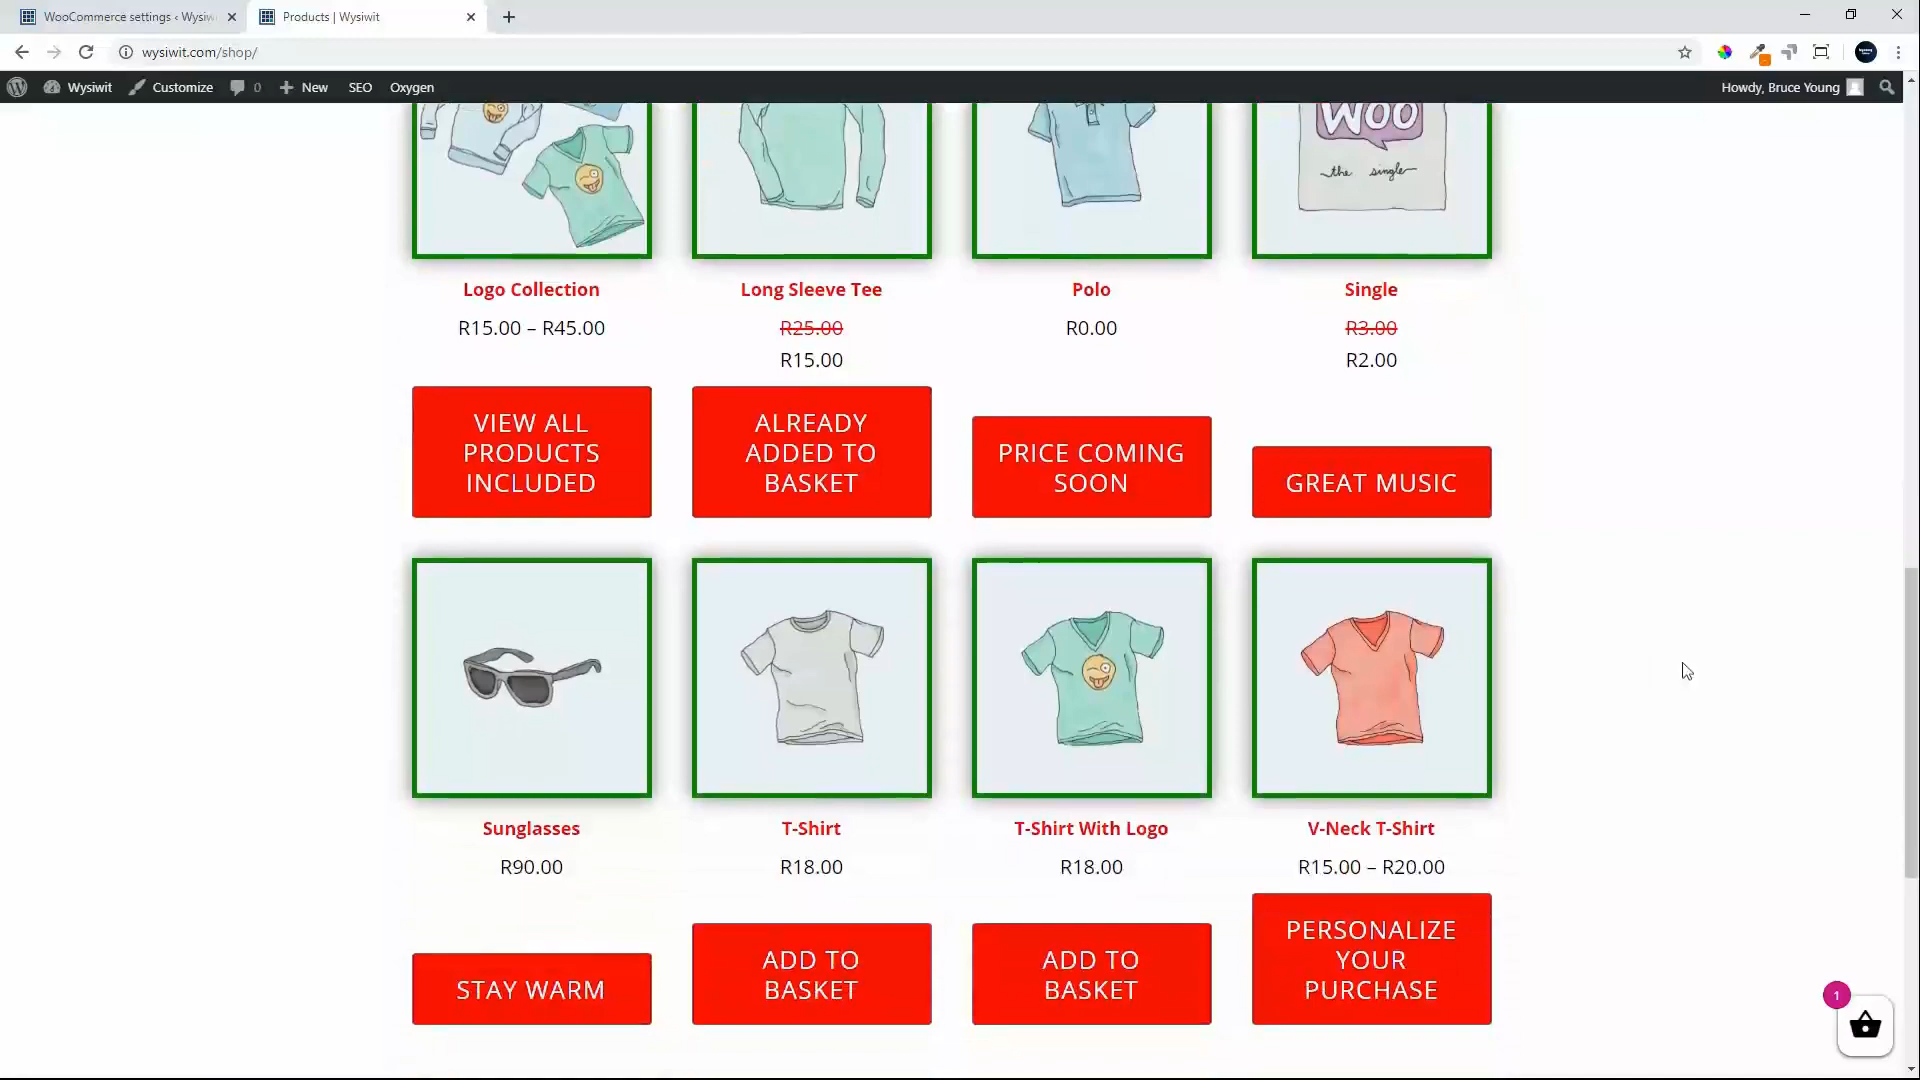 WooCommerce settings ‹ Wysiw
Products | Wysiwit
wysiwit.com/shop/
Wysiwit
Customize
0
New
SEO
Oxygen
Howdy, Bruce Young
WOO
the single
Logo Collection
Long Sleeve Tee
Polo
Single
R15.00 – R45.00
R25.00
R0.00
R3.00
R15.00
R2.00
VIEW ALL
PRODUCTS
INCLUDED
ALREADY
ADDED TO
BASKET
PRICE COMING
SOON
GREAT MUSIC
Sunglasses
T-Shirt
T-Shirt With Logo
V-Neck T-Shirt
R90.00
R18.00
R18.00
R15.00 – R20.00
STAY WARM
ADD TO
BASKET
ADD TO
BASKET
PERSONALIZE
YOUR
PURCHASE
1